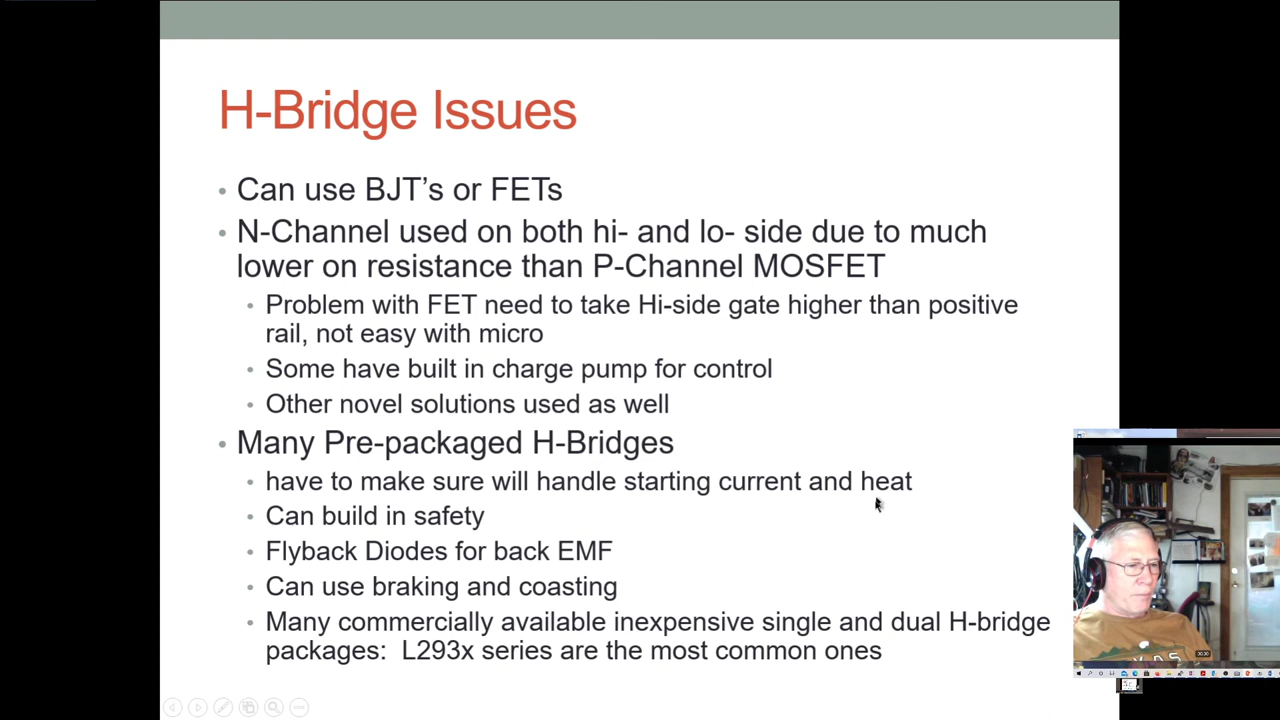 H-Bridge Issues
• Can use BJT’s or FETs
• N-Channel used on both hi- and lo- side due to much
lower on resistance than P-Channel MOSFET
• Problem with FET need to take Hi-side gate higher than positive
rail, not easy with micro
• Some have built in charge pump for control
• Other novel solutions used as well
• Many Pre-packaged H-Bridges
• have to make sure will handle starting current and heat
• Can build in safety
• Flyback Diodes for back EMF
• Can use braking and coasting
• Many commercially available inexpensive single and dual H-bridge
packages:  L293x series are the most common ones